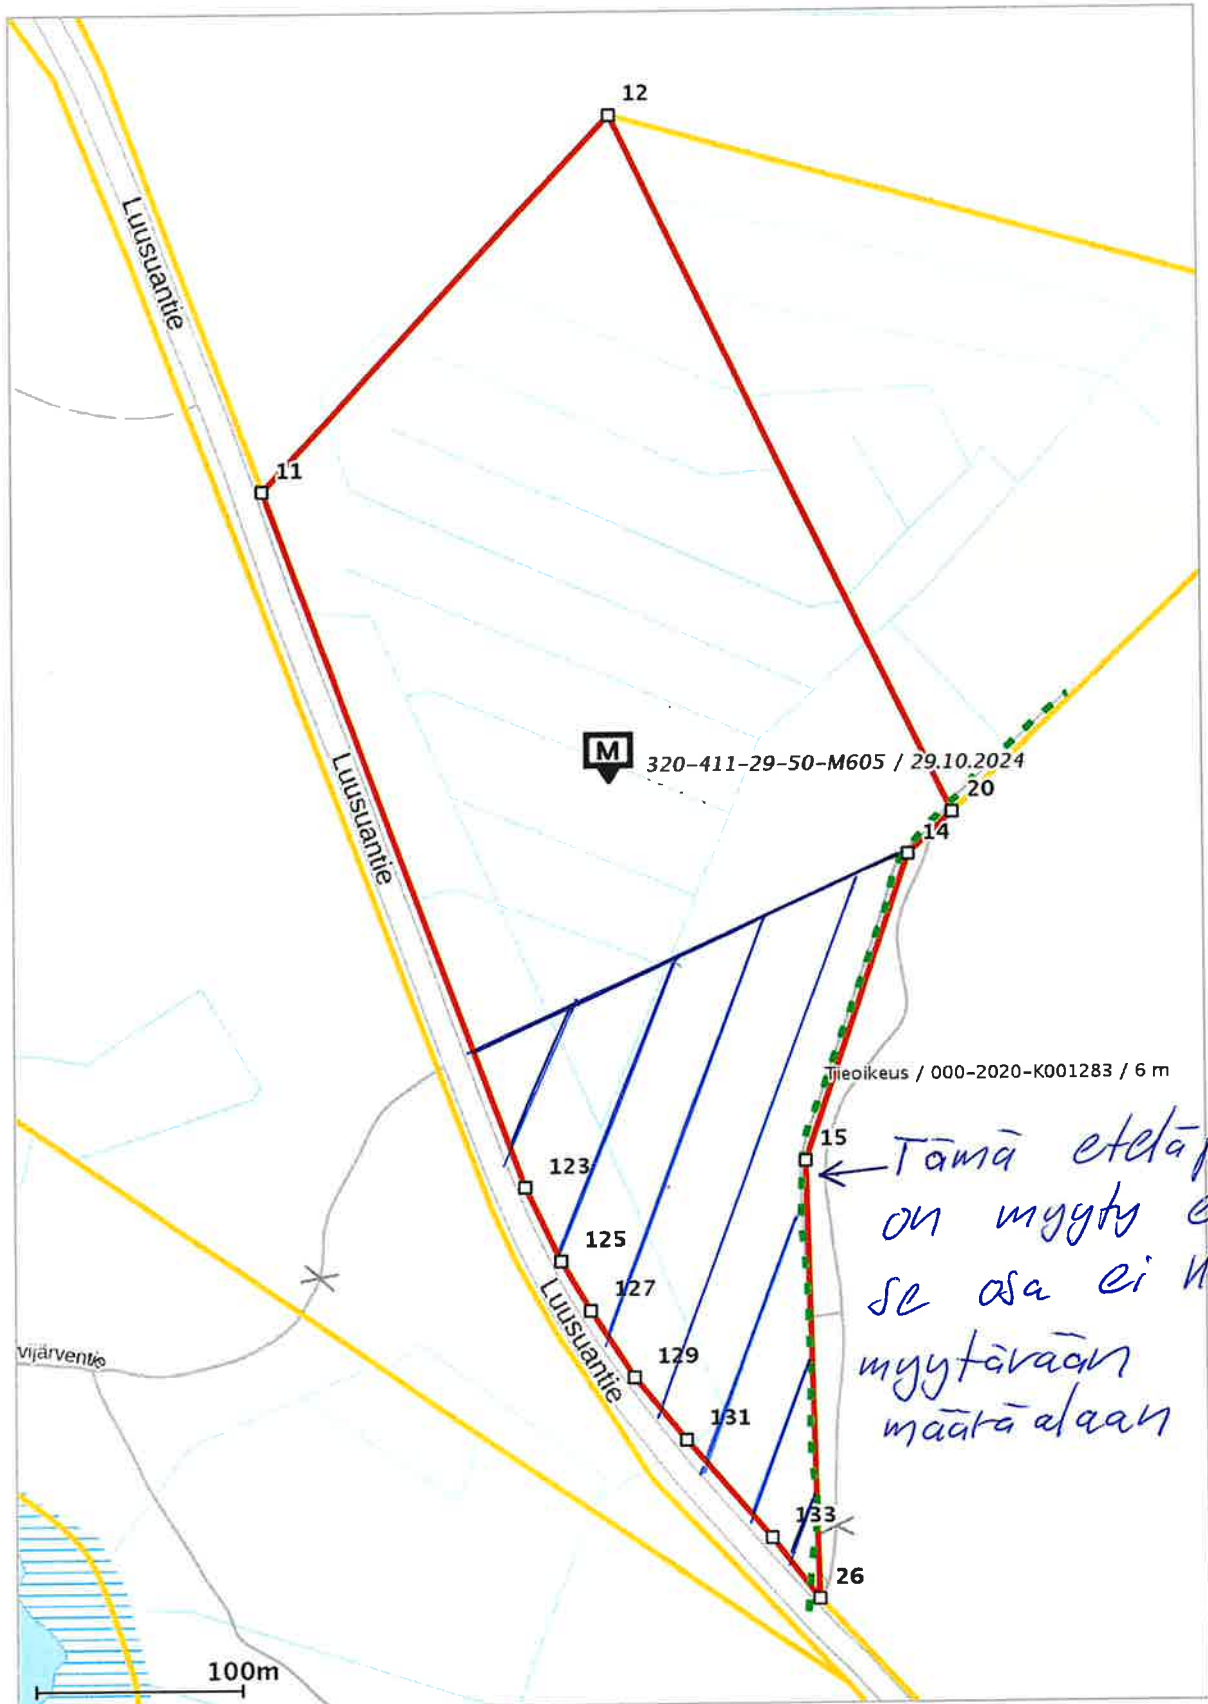 12
Luusuantie
11
Luusuantie
M
320-411-29-50-M605 / 29.10.2024
20
14
Tieoikeus / 000-2020-K001283 / 6 m
15
Tämä
on myyty
se osa ei
myytävään
määräalaan
123
125
127
Luusuantie
129
131
133
26
vijärventie
100m